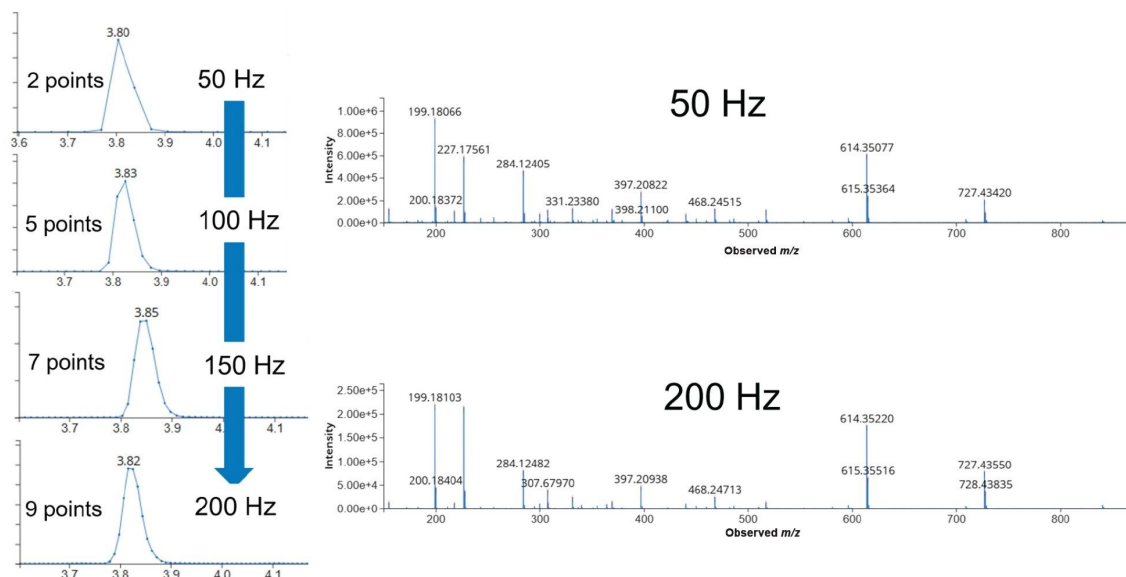 3.80
2 points
50 Hz
3.6 3.7 3.8 3.9 4.0 4.1
3.83
5 points
100 Hz
3.7 3.8 3.9 4.0 4.1
3.85
7 points
150 Hz
3.7 3.8 3.9 4.0 4.1
3.82
9 points
200 Hz
3.7 3.8 3.9 4.0 4.1
50 Hz
Intensity
1.00e+6
8.00e+5
6.00e+5
4.00e+5
2.00e+5
0.00e+0
199.18066
227.17561
200.18372
284.12405
331.23380
397.20822
398.21100
468.24515
614.35077
615.35364
727.43420
200 300 400 500 600 700 800
Observed m/z
200 Hz
Intensity
2.50e+5
2.00e+5
1.50e+5
1.00e+5
5.00e+4
0.00e+0
199.18103
200.18404
284.12482
307.67970
397.20938
468.24713
614.35220
615.35516
727.43550
728.43835
200 300 400 500 600 700 800
Observed m/z